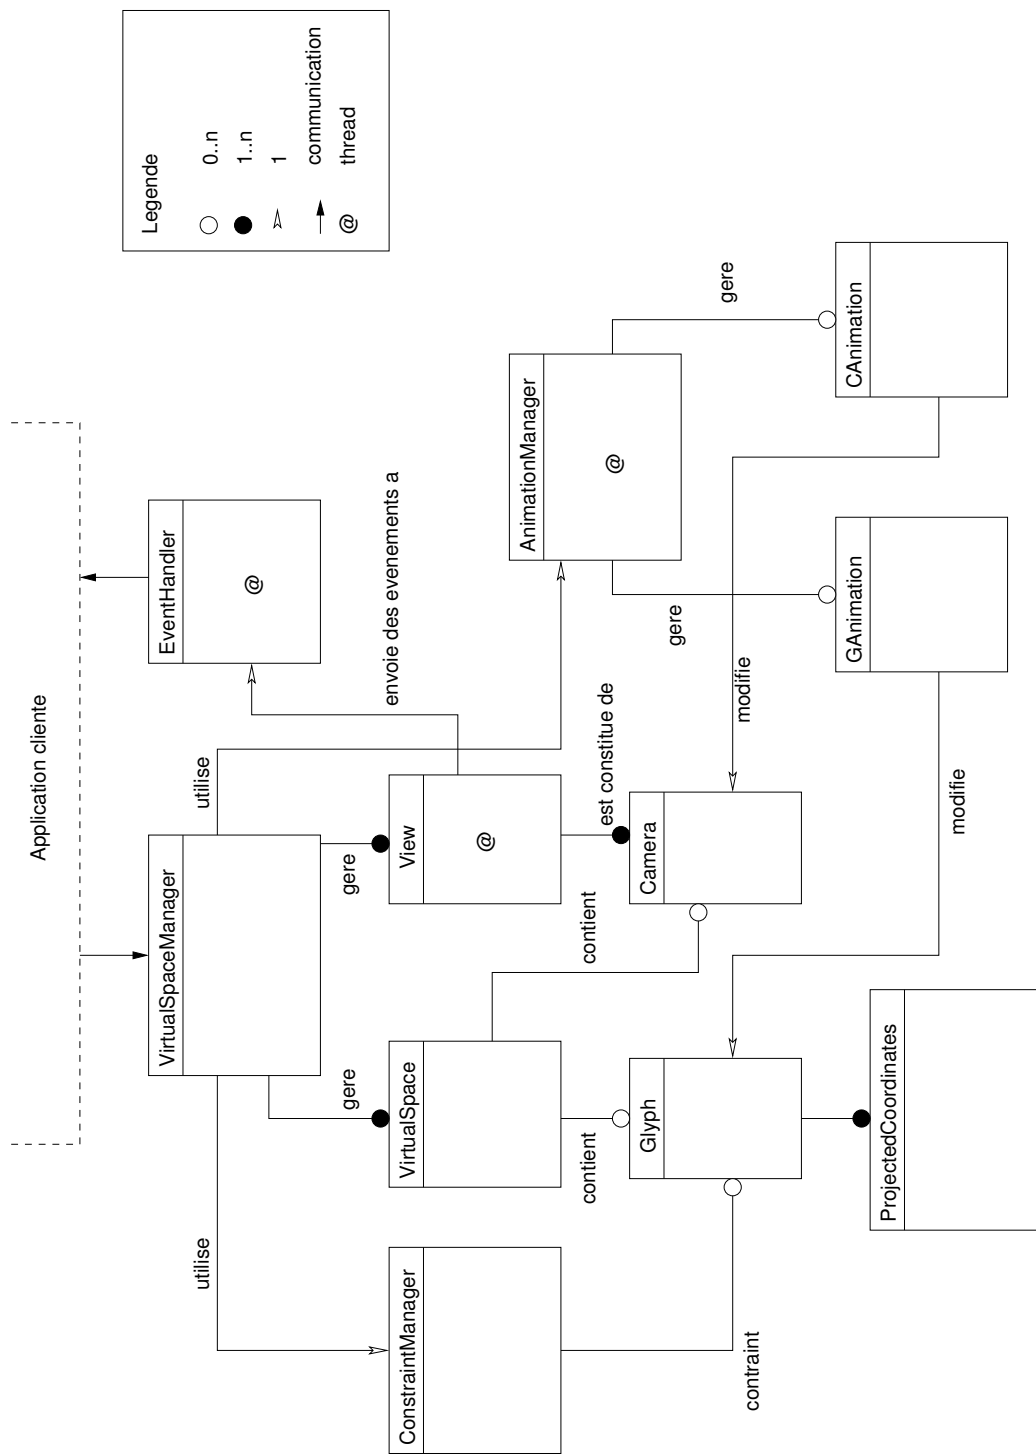 Application cliente
Legende
0..n
1..n
1
communication
@
thread
VirtualSpaceManager
EventHandler
@
utilise
utilise
gere
gere
envoie des evenements a
ConstraintManager
VirtualSpace
View
@
AnimationManager
@
contient
contient
est constitue de
gere
gere
contraint
Glyph
Camera
modifie
modifie
ProjectedCoordinates
GAnimation
CAnimation